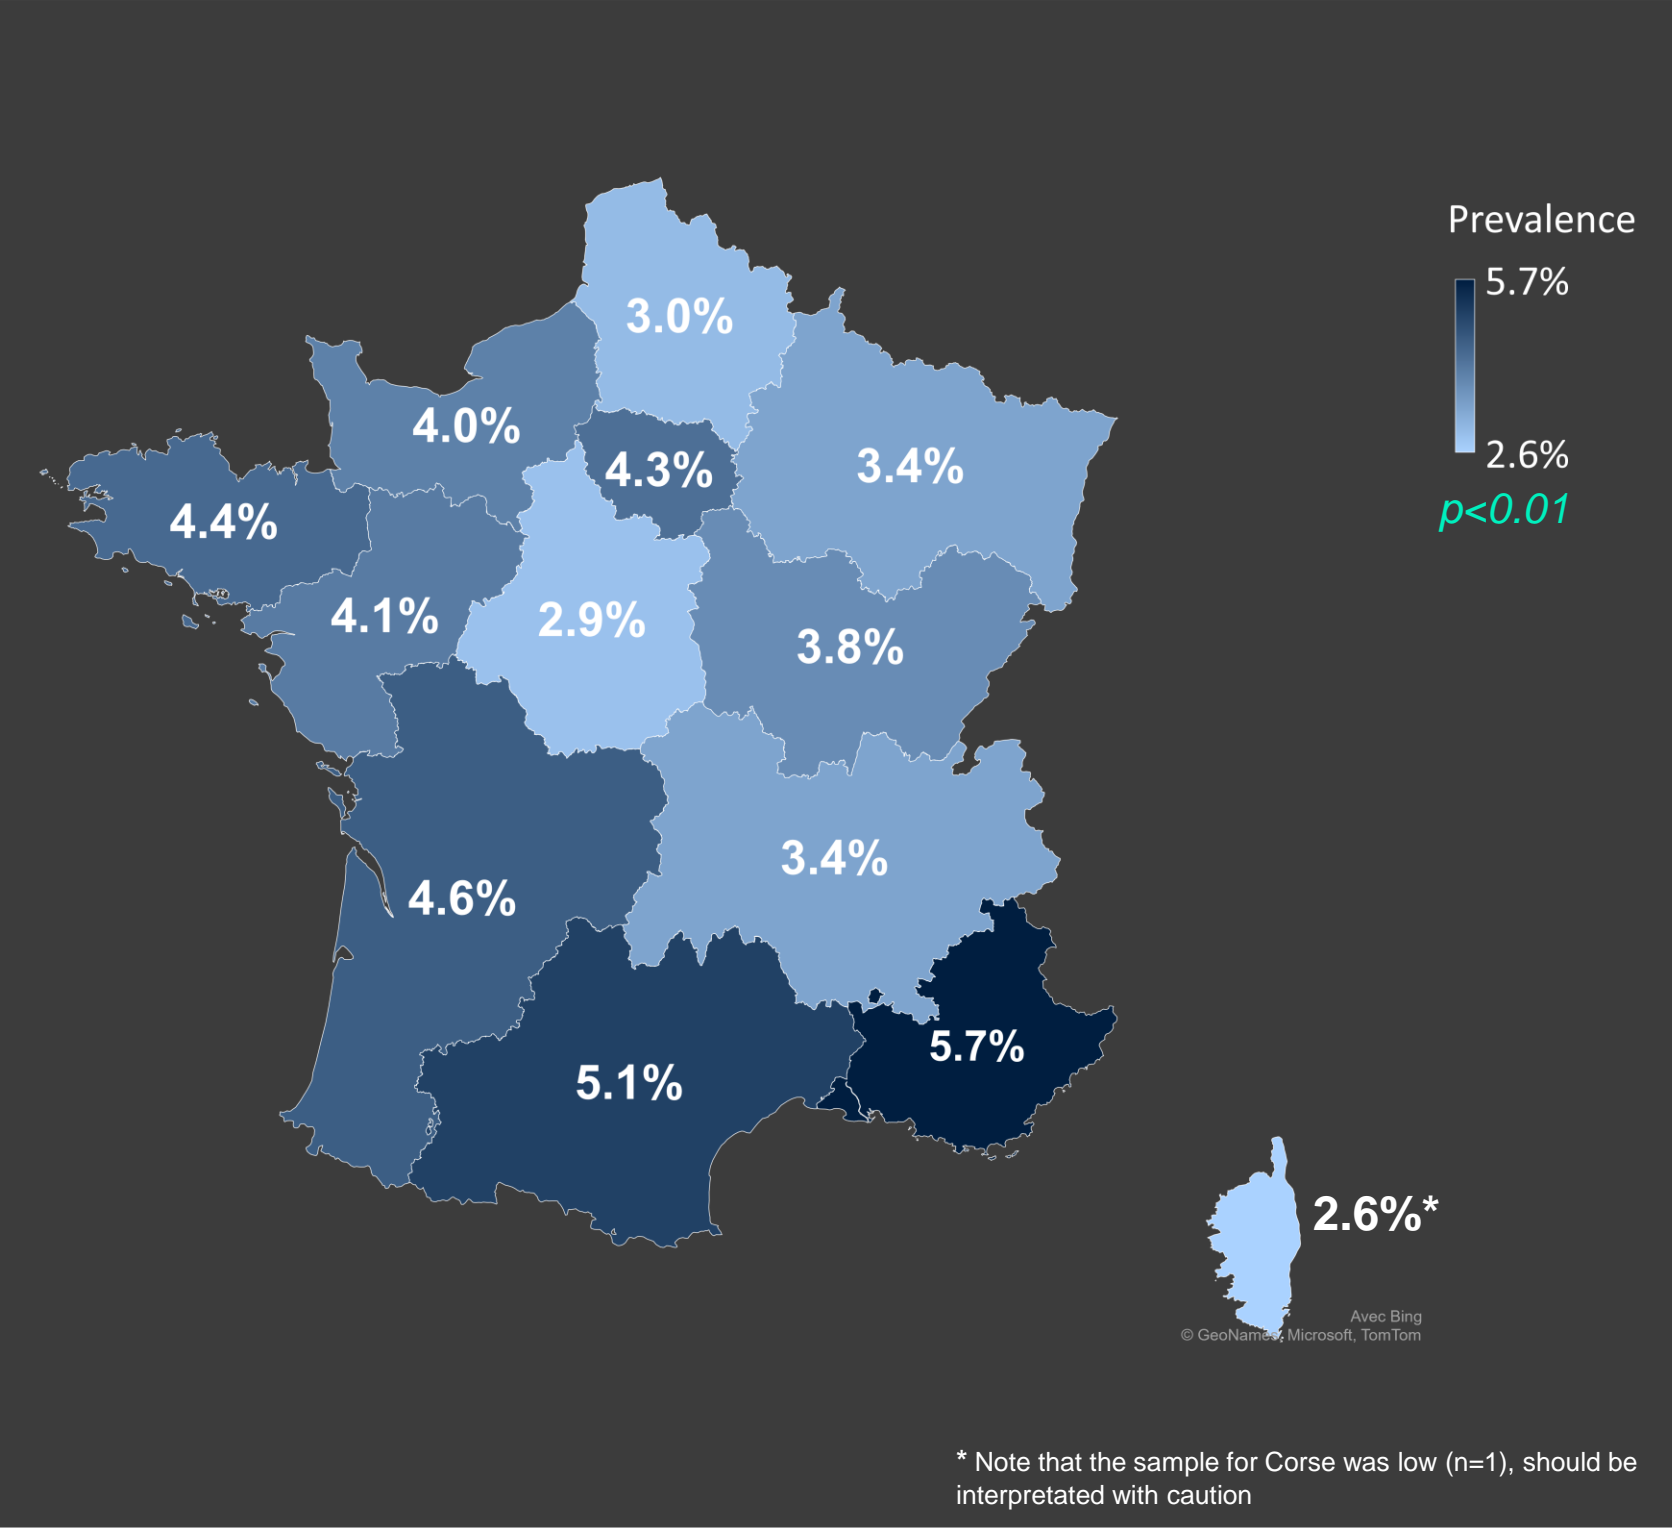 Prevalence
5.7%
2.6%
p<0.01
3.0%
4.0%
4.3%
3.4%
4.4%
4.1%
2.9%
3.8%
3.4%
4.6%
5.7%
5.1%
2.6%*
Avec Bing
© GeoNames, Microsoft, TomTom
* Note that the sample for Corse was low (n=1), should be
interpretated with caution